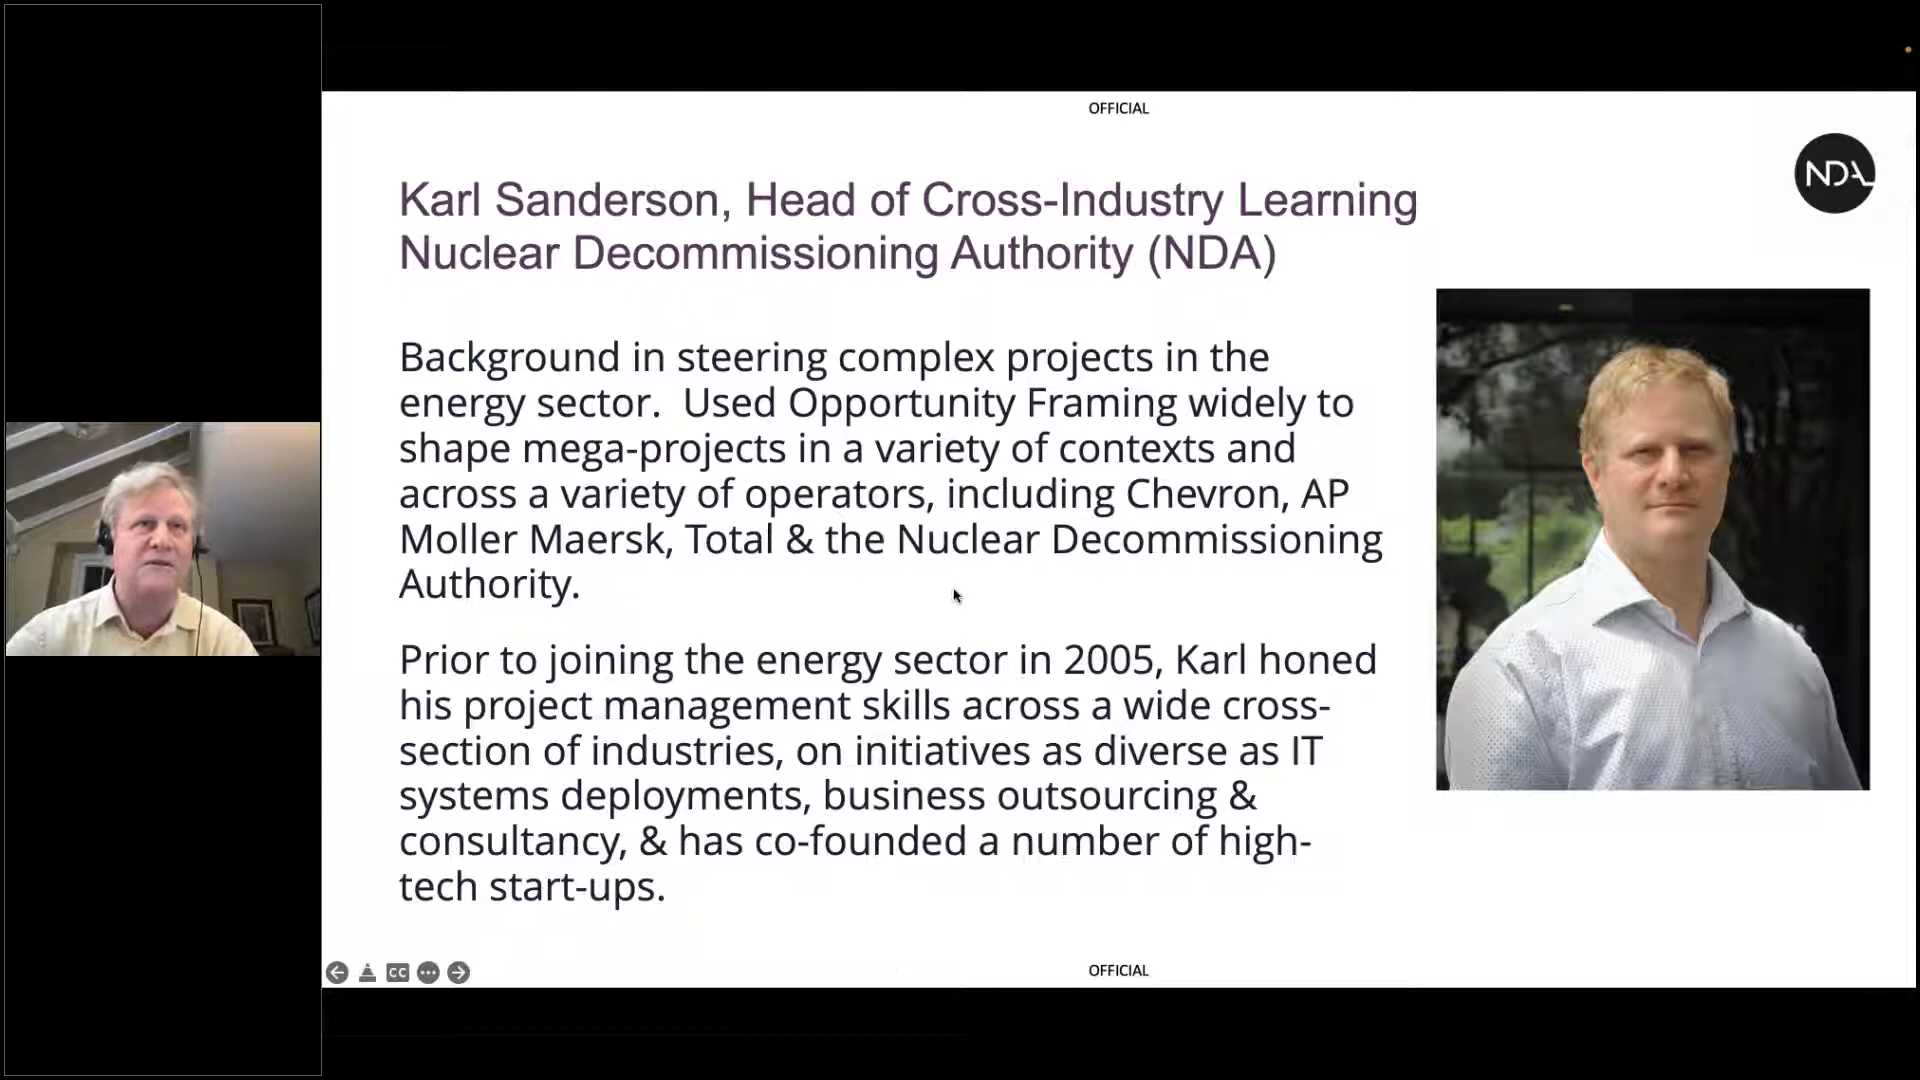 OFFICIAL
NDA
Karl Sanderson, Head of Cross-Industry Learning
Nuclear Decommissioning Authority (NDA)
Background in steering complex projects in the
energy sector.  Used Opportunity Framing widely to
shape mega-projects in a variety of contexts and
across a variety of operators, including Chevron, AP
Moller Maersk, Total & the Nuclear Decommissioning
Authority.
Prior to joining the energy sector in 2005, Karl honed
his project management skills across a wide cross-
section of industries, on initiatives as diverse as IT
systems deployments, business outsourcing &
consultancy, & has co-founded a number of high-
tech start-ups.
CC
OFFICIAL